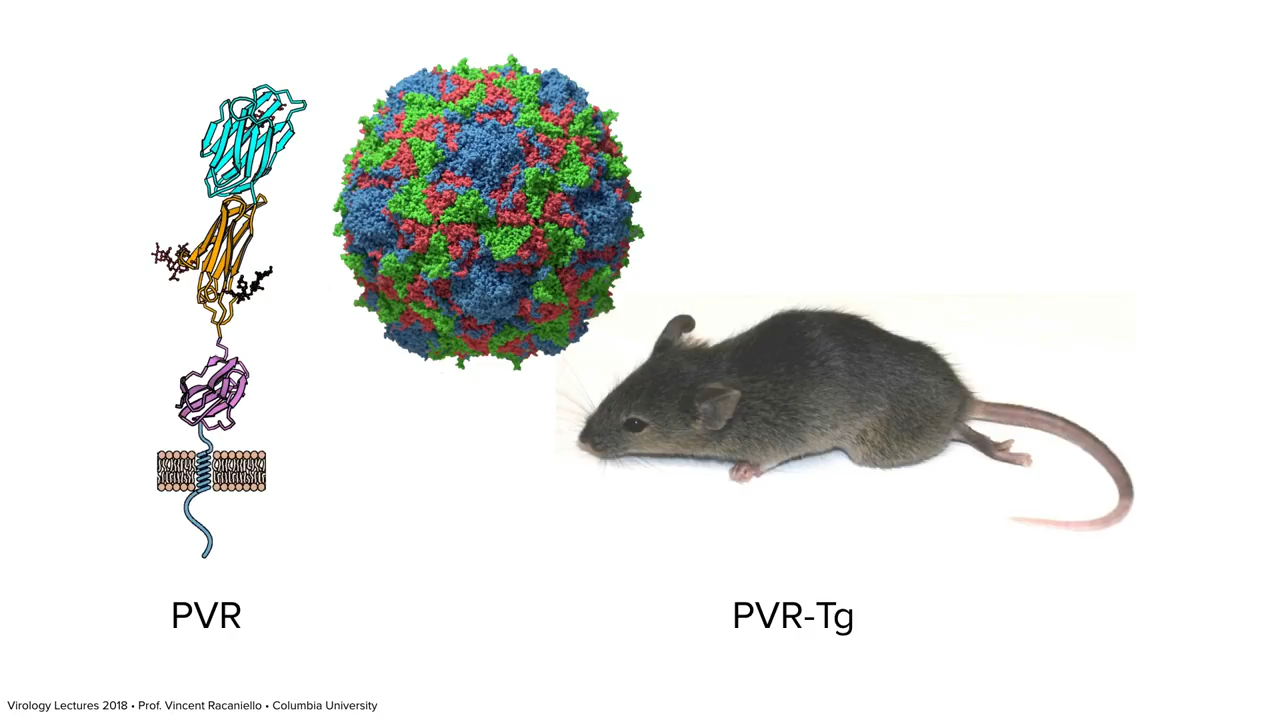 PVR
PVR-Tg
Virology Lectures 2018 • Prof. Vincent Racaniello • Columbia University